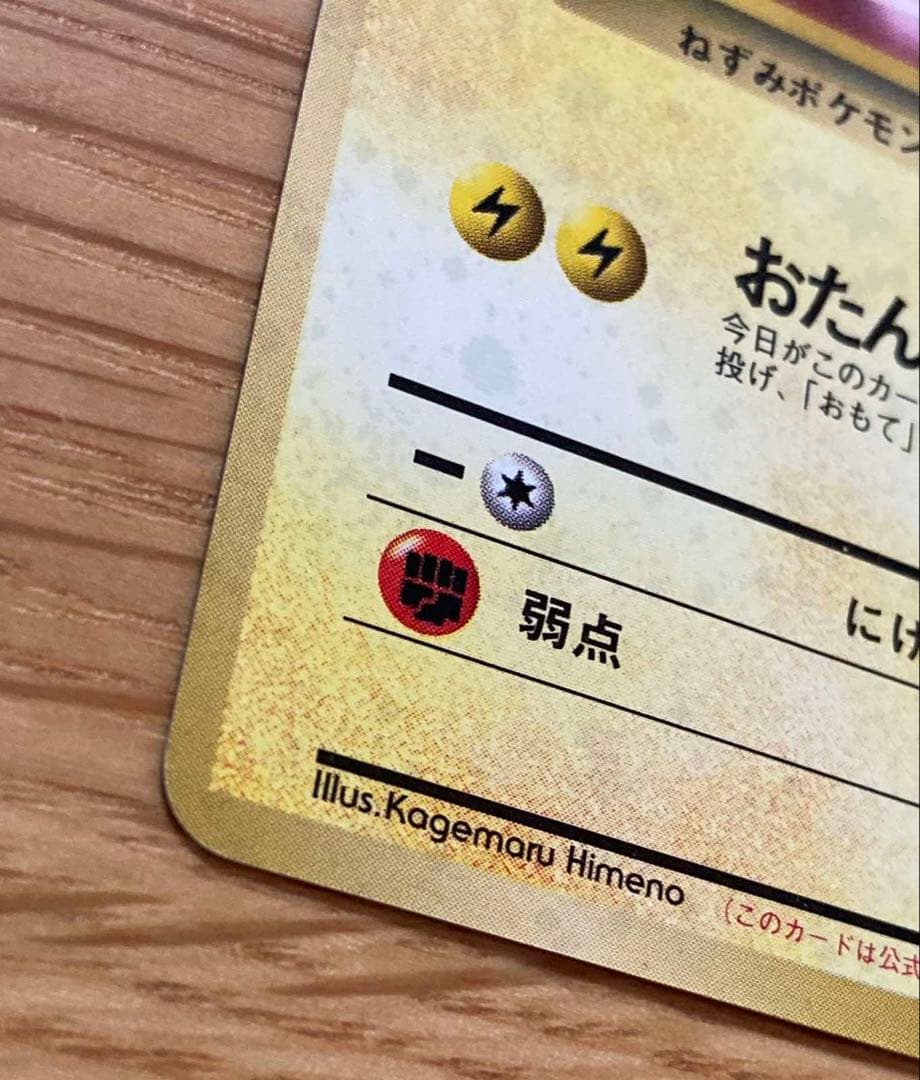 ねずみポケモン
おたん
今日がこのカー
投げ、「おもて」
にげ
弱点
Illus.Kagemaru Himeno
（このカードは公式